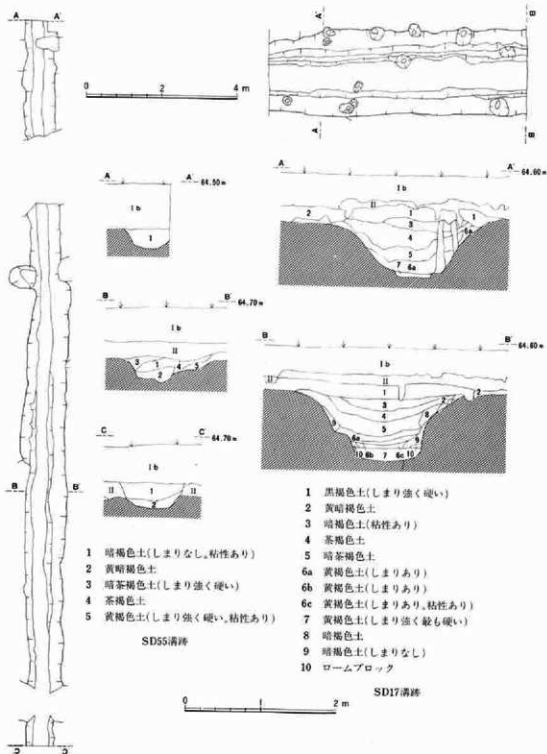 A A'
B
A'
A
B
0 2 4 m
A A' 64.50m
Ib
1
B B' 64.70m
Ib
II
3 1 4 5
2
C C' 64.70m
Ib
II 1 II
2
B B'
1 暗褐色土(しまりなし,粘性あり)
2 黄暗褐色土
3 暗茶褐色土(しまり強く硬い)
4 茶褐色土
5 黄褐色土(しまり強く硬い,粘性あり)
SD55溝跡
A A' 64.60m
Ib
II
2 1 1
3 6a
4
5
7 6a
B B' 64.60m
Ib
II II
1 2 2
3
4 8
5
9 6a 9
10 6b 7 6c 10
1 黒褐色土(しまり強く硬い)
2 黄暗褐色土
3 暗褐色土(粘性あり)
4 茶褐色土
5 暗茶褐色土
6a 黄褐色土(しまりあり)
6b 黄褐色土(しまりあり)
6c 黄褐色土(しまりあり,粘性あり)
7 黄褐色土(しまり強く最も硬い)
8 暗褐色土
9 暗褐色土(しまりなし)
10 ロームブロック
SD17溝跡
0 1 2 m